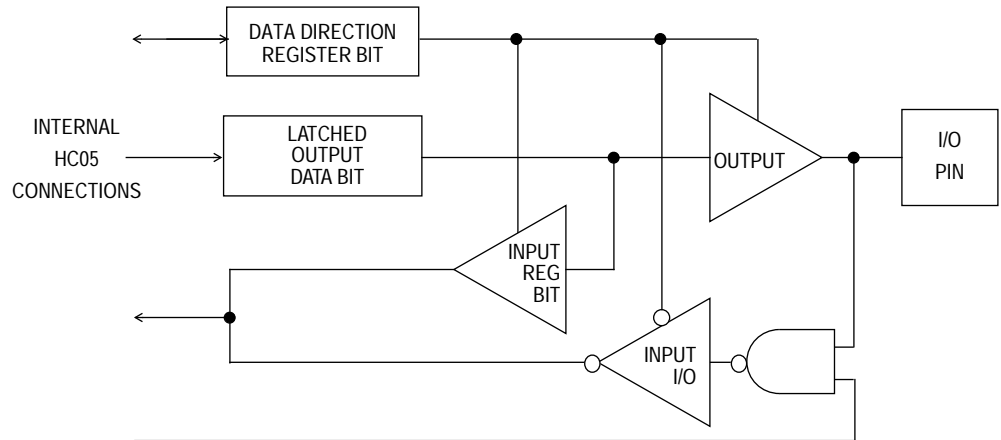 DATA DIRECTION
REGISTER BIT
INTERNAL
HC05
CONNECTIONS
LATCHED
OUTPUT
DATA BIT
OUTPUT
I/O
PIN
INPUT
REG
BIT
INPUT
I/O